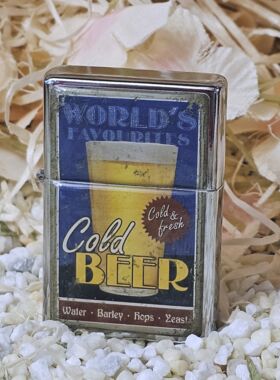 WORLD'S
FAVOURITES
Cold &
fresh
Cold
BEER
Water · Barley · Hops · Yeast